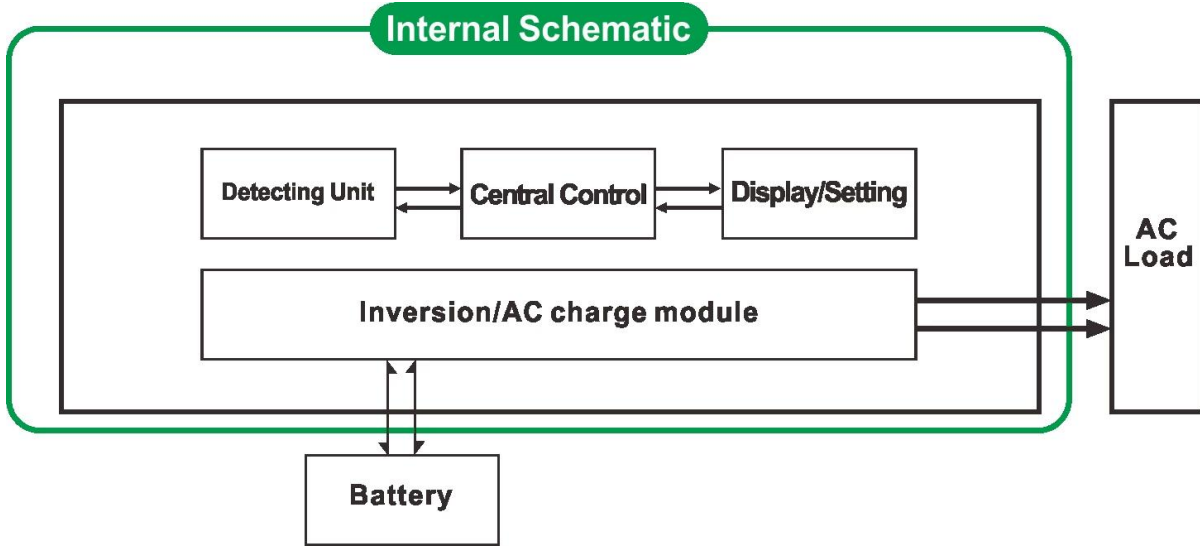 Internal Schematic
Detecting Unit
Central Control
Display/Setting
Inversion/AC charge module
AC
Load
Battery